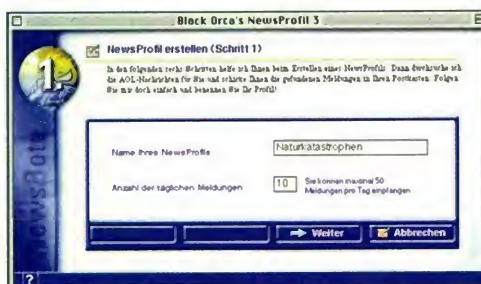 Black Orca's NewsProfil 3
1.
NewsProfil erstellen (Schritt 1)
In den folgenden sechs Schritten helfe ich Ihnen beim Erstellen eines NewsProfils. Dann durchsuche ich
die AOL-Nachrichten für Sie und schicke Ihnen die gefundenen Meldungen in Ihren Postkasten. Folgen
Sie mir doch einfach und benennen Sie Ihr Profil!
newsBote
Name Ihres NewsProfils
Naturkatastrophen
Anzahl der täglichen Meldungen
10
Sie können maximal 50
Meldungen pro Tag empfangen
Weiter
Abbrechen
?